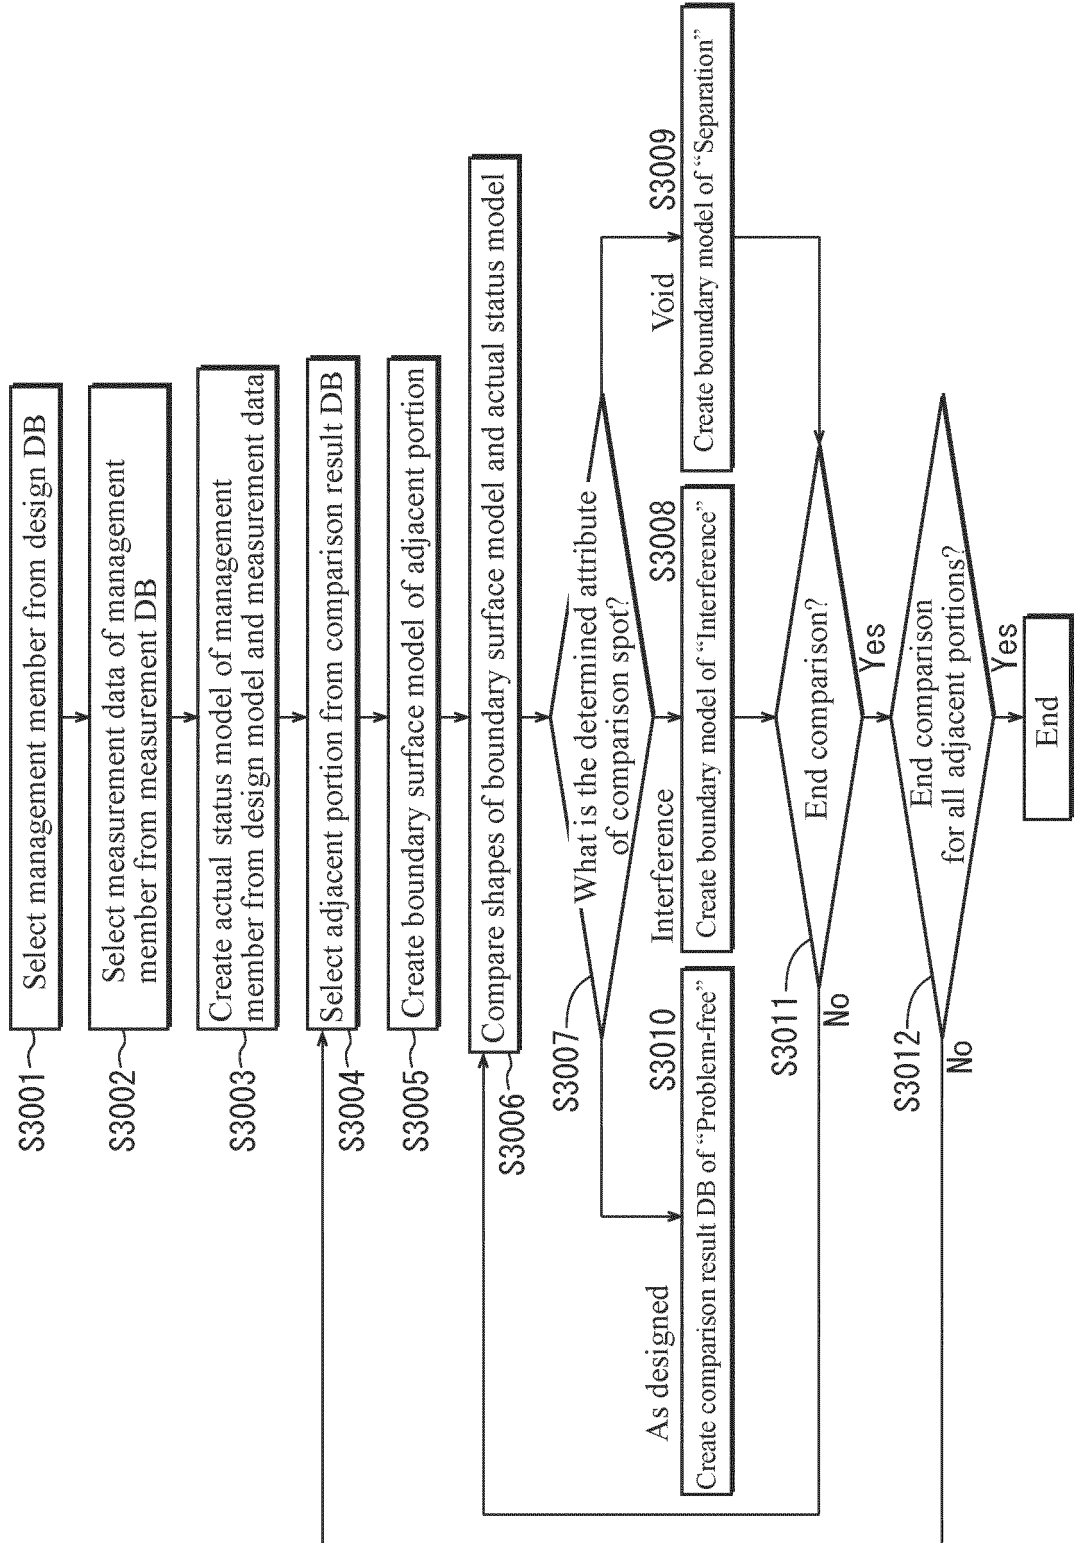 S3001
Select management member from design DB
S3002
Select measurement data of management
member from measurement DB
S3003
Create actual status model of management
member from design model and measurement data
S3004
Select adjacent portion from comparison result DB
S3005
Create boundary surface model of adjacent portion
S3006
Compare shapes of boundary surface model and actual status model
S3007
What is the determined attribute
of comparison spot?
As designed
Interference
Void
S3010
Create comparison result DB of “Problem-free”
S3008
Create boundary model of “Interference”
S3009
Create boundary model of “Separation”
S3011
End comparison?
No
Yes
S3012
End comparison
for all adjacent portions?
No
Yes
End